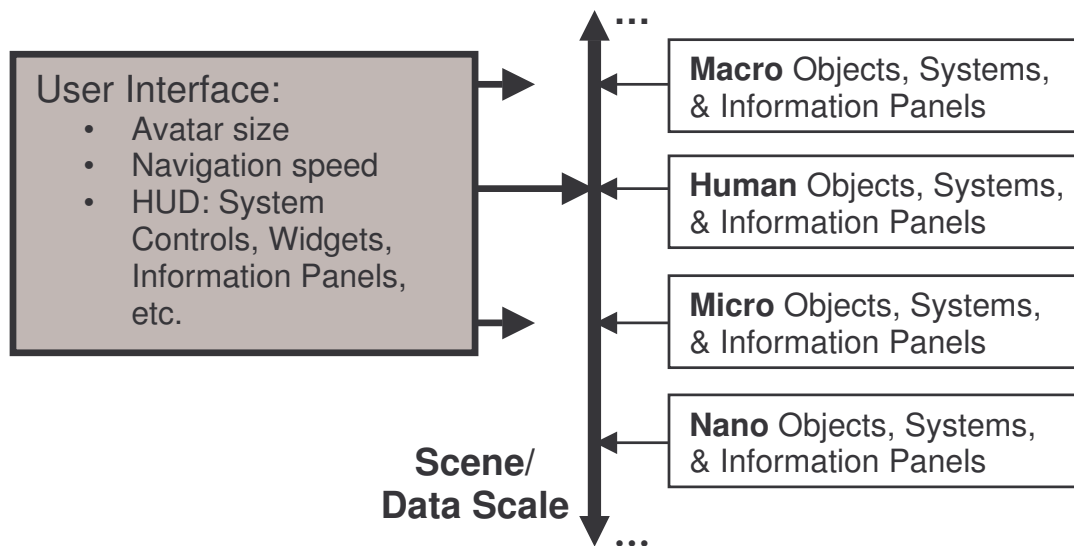 ...
User Interface:
• Avatar size
• Navigation speed
• HUD: System
Controls, Widgets,
Information Panels,
etc.
Macro Objects, Systems,
& Information Panels
Human Objects, Systems,
& Information Panels
Micro Objects, Systems,
& Information Panels
Nano Objects, Systems,
& Information Panels
Scene/
Data Scale
...